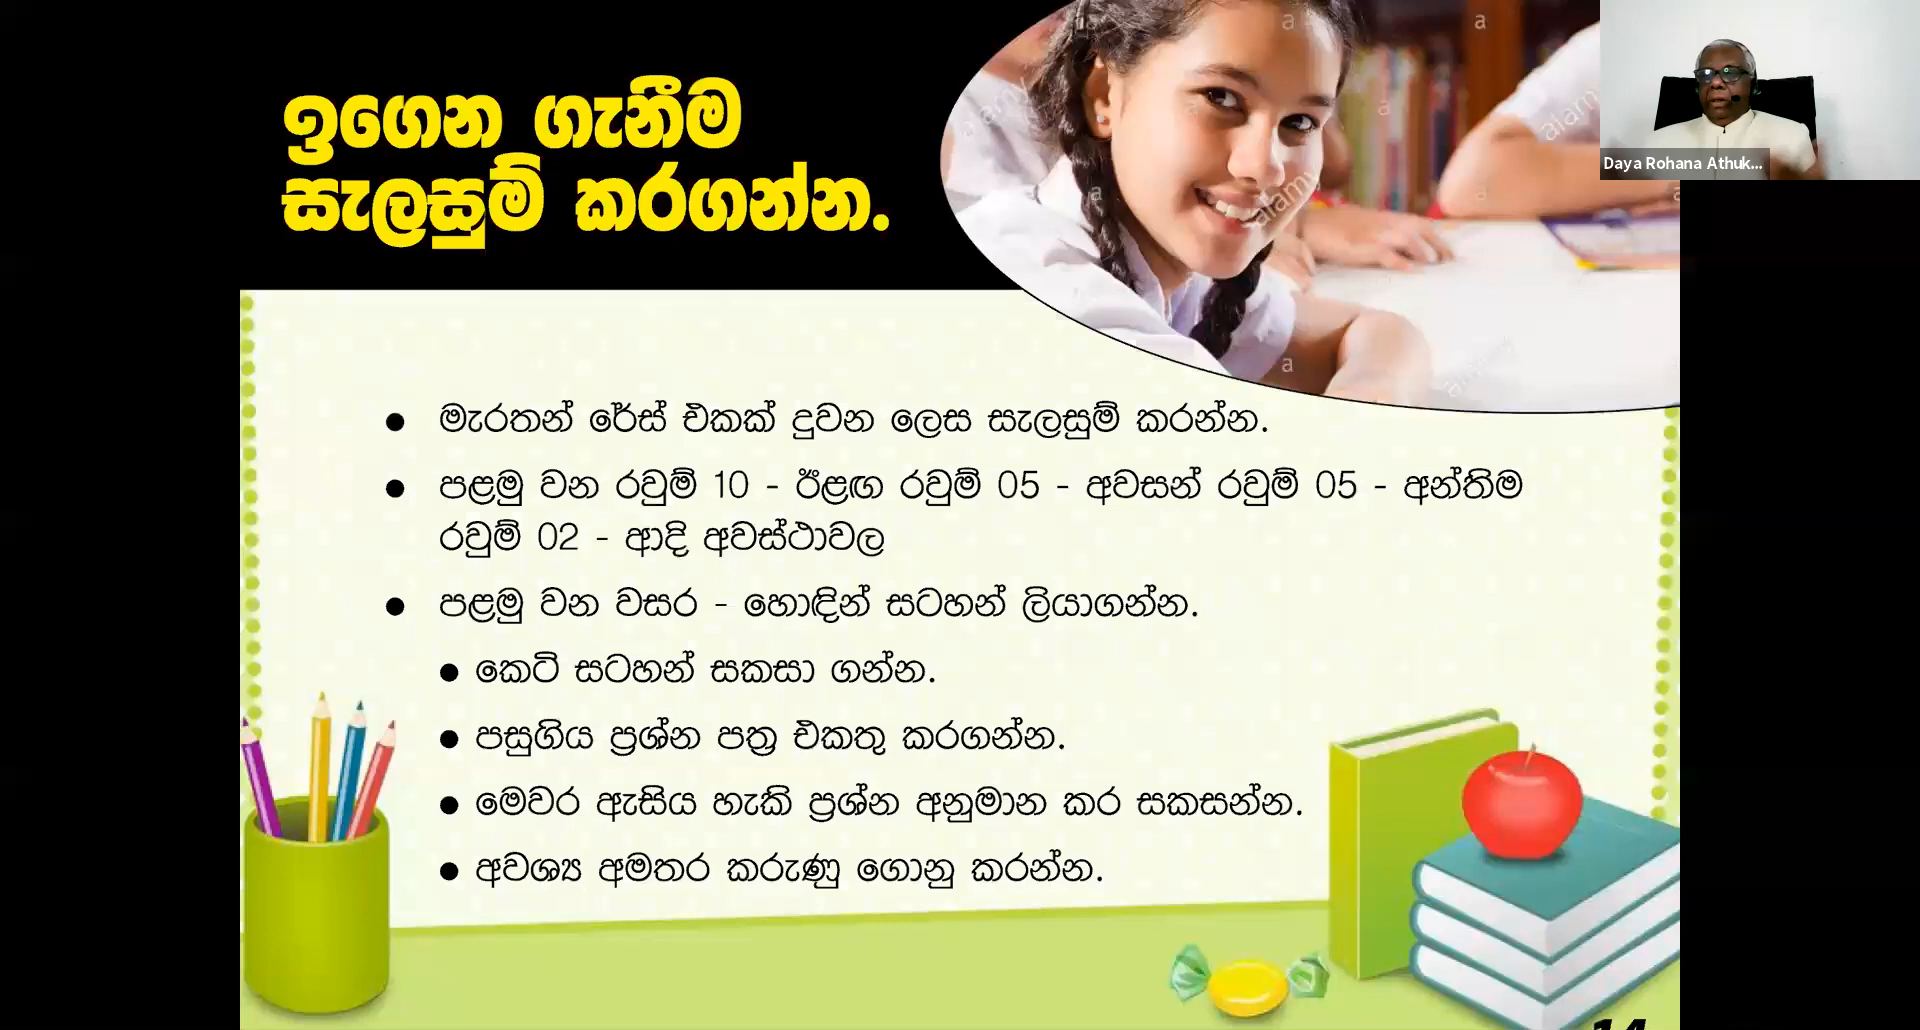 ඉගෙන ගැනීම
සැලසුම් කරගන්න.
Daya Rohana Athuk...
● මැරතන් රේස් එකක් දුවන ලෙස සැලසුම් කරන්න.
● පළමු වන රවුම් 10 - ඊළඟ රවුම් 05 - අවසන් රවුම් 05 - අන්තිම
රවුම් 02 - ආදි අවස්ථාවල
● පළමු වන වසර - හොඳින් සටහන් ලියාගන්න.
● කෙටි සටහන් සකසා ගන්න.
● පසුගිය ප්‍රශ්න පත්‍ර එකතු කරගන්න.
● මෙවර ඇසිය හැකි ප්‍රශ්න අනුමාන කර සකසන්න.
● අවශ්‍ය අමතර කරුණු ගොනු කරන්න.
alamy
14